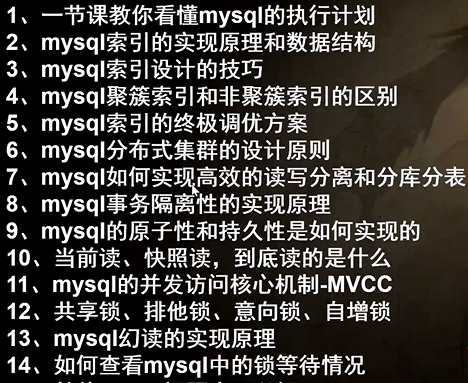 1、一节课教你看懂mysql的执行计划
2、mysql索引的实现原理和数据结构
3、mysql索引设计的技巧
4、mysql聚簇索引和非聚簇索引的区别
5、mysql索引的终极调优方案
6、mysql分布式集群的设计原则
7、mysql如何实现高效的读写分离和分库分表
8、mysql事务隔离性的实现原理
9、mysql的原子性和持久性是如何实现的
10、当前读、快照读，到底读的是什么
11、mysql的并发访问核心机制-MVCC
12、共享锁、排他锁、意向锁、自增锁
13、mysql幻读的实现原理
14、如何查看mysql中的锁等待情况